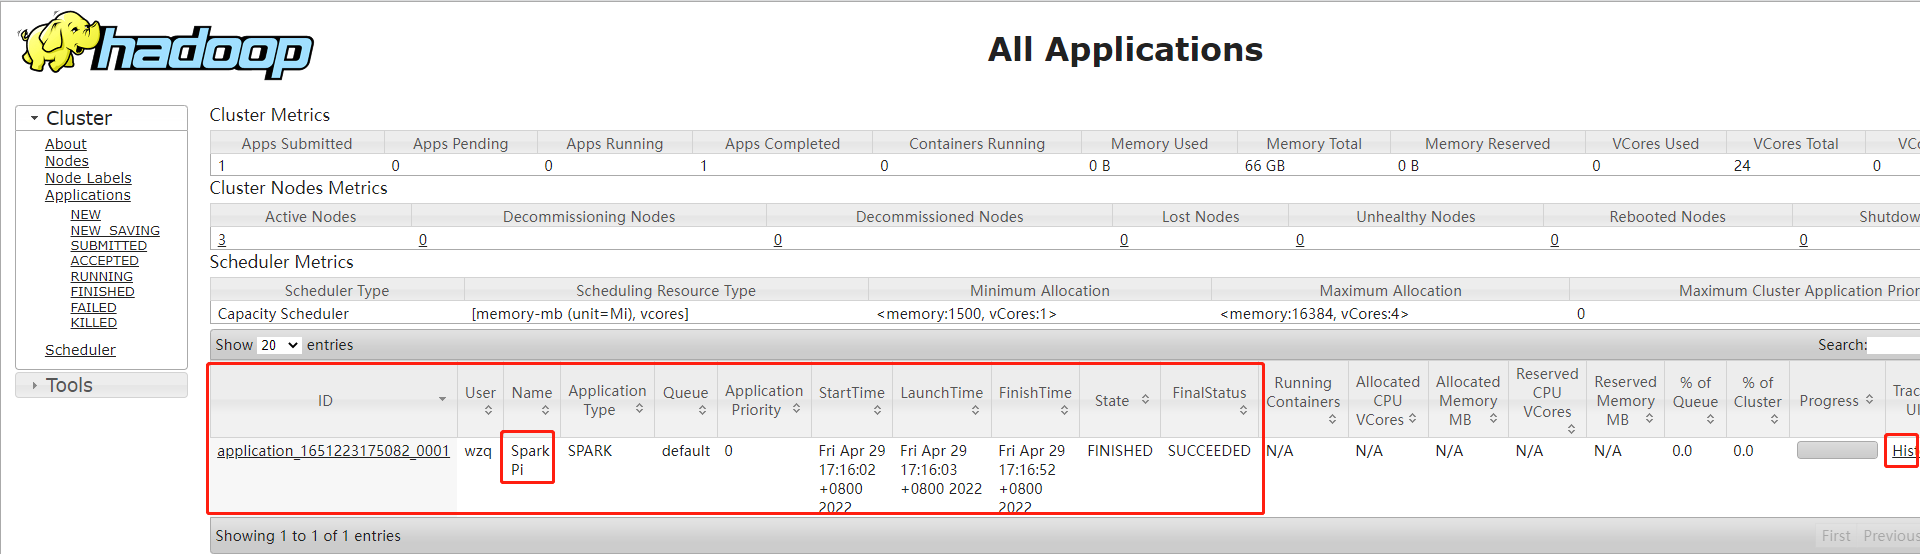 hadoop
All Applications
Cluster
About
Nodes
Node Labels
Applications
NEW
NEW_SAVING
SUBMITTED
ACCEPTED
RUNNING
FINISHED
FAILED
KILLED
Scheduler
Tools
Cluster Metrics
Apps Submitted Apps Pending Apps Running Apps Completed Containers Running Memory Used Memory Total Memory Reserved VCores Used VCores Total
1 0 0 1 0 0 B 66 GB 0 B 0 24 0
Cluster Nodes Metrics
Active Nodes Decommissioning Nodes Decommissioned Nodes Lost Nodes Unhealthy Nodes Rebooted Nodes Shutdow
3 0 0 0 0 0 0
Scheduler Metrics
Scheduler Type Scheduling Resource Type Minimum Allocation Maximum Allocation Maximum Cluster Application Prior
Capacity Scheduler [memory-mb (unit=Mi), vcores] <memory:1500, vCores:1> <memory:16384, vCores:4> 0
Show 20 entries Search:
ID User Name Application Type Queue Application Priority StartTime LaunchTime FinishTime State FinalStatus Running Containers Allocated CPU VCores Allocated Memory MB Reserved CPU VCores Reserved Memory MB % of Queue % of Cluster Progress Trac UI
application_1651223175082_0001 wzq Spark Pi SPARK default 0 Fri Apr 29 17:16:02 +0800 2022 Fri Apr 29 17:16:03 +0800 2022 Fri Apr 29 17:16:52 +0800 2022 FINISHED SUCCEEDED N/A N/A N/A N/A N/A 0.0 0.0 Hist
Showing 1 to 1 of 1 entries First Previous